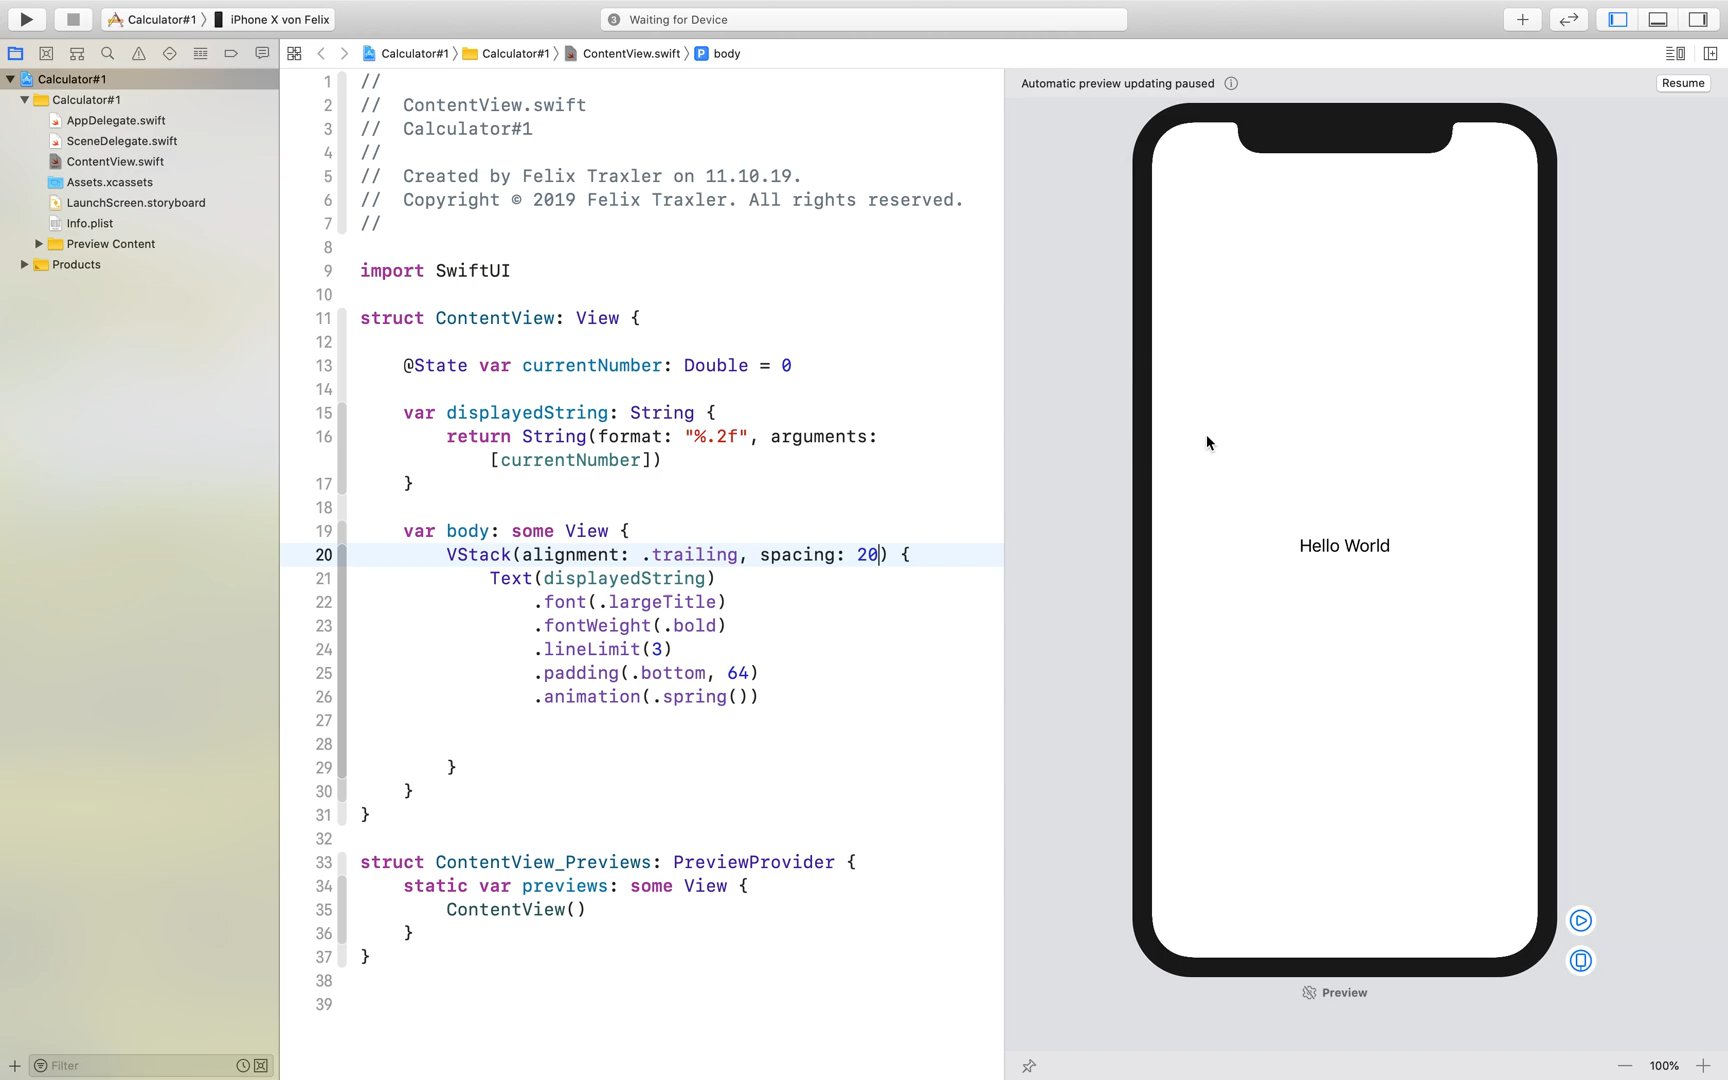 Calculator#1 〉 iPhone X von Felix
3 Waiting for Device
Calculator#1 〉 Calculator#1 〉 ContentView.swift 〉 P body
Calculator#1
Calculator#1
AppDelegate.swift
SceneDelegate.swift
ContentView.swift
Assets.xcassets
LaunchScreen.storyboard
Info.plist
Preview Content
Products
Filter
1 //
2 //  ContentView.swift
3 //  Calculator#1
4 //
5 //  Created by Felix Traxler on 11.10.19.
6 //  Copyright © 2019 Felix Traxler. All rights reserved.
7 //
8
9 import SwiftUI
10
11 struct ContentView: View {
12
13     @State var currentNumber: Double = 0
14
15     var displayedString: String {
16         return String(format: "%.2f", arguments:
            [currentNumber])
17     }
18
19     var body: some View {
20         VStack(alignment: .trailing, spacing: 20) {
21             Text(displayedString)
22                 .font(.largeTitle)
23                 .fontWeight(.bold)
24                 .lineLimit(3)
25                 .padding(.bottom, 64)
26                 .animation(.spring())
27
28
29         }
30     }
31 }
32
33 struct ContentView_Previews: PreviewProvider {
34     static var previews: some View {
35         ContentView()
36     }
37 }
38
39
Automatic preview updating paused
Resume
Hello World
Preview
100%